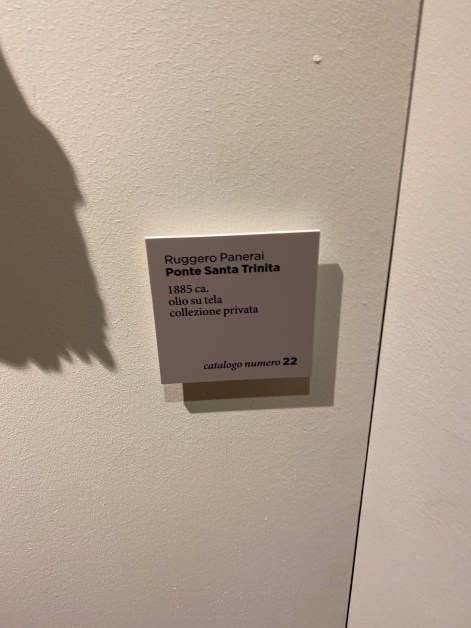 Ruggero Panerai
Ponte Santa Trinita
1885 ca.
olio su tela
collezione privata
catalogo numero 22